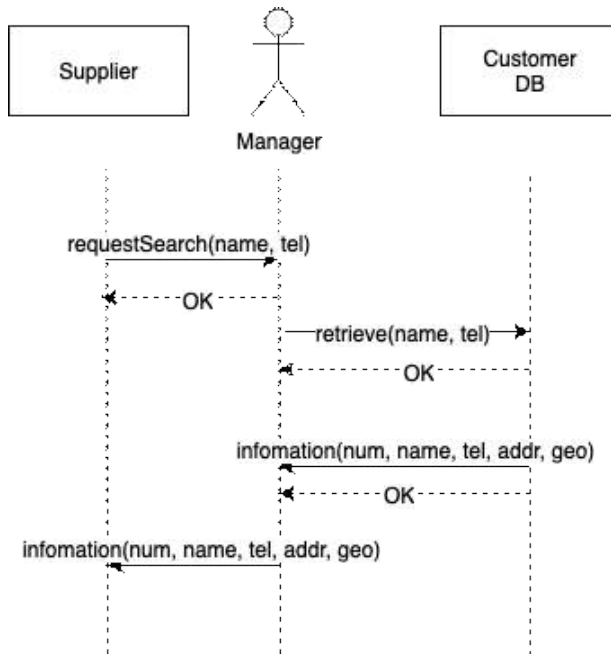 Supplier
Customer
DB
Manager
requestSearch(name, tel)
OK
retrieve(name, tel)
OK
infomation(num, name, tel, addr, geo)
OK
infomation(num, name, tel, addr, geo)